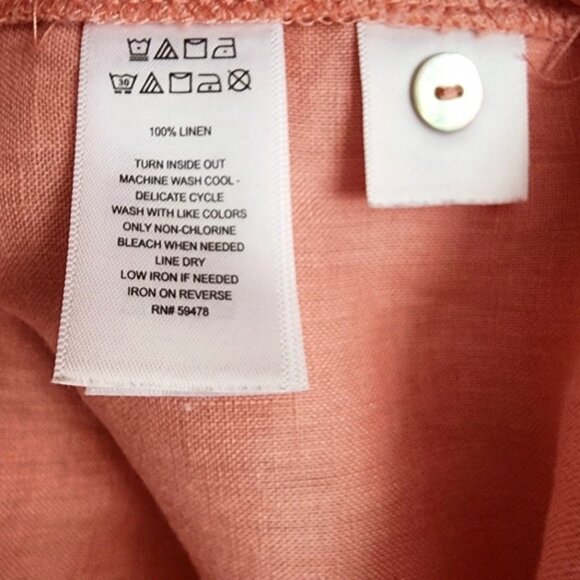 30
100% LINEN
TURN INSIDE OUT
MACHINE WASH COOL -
DELICATE CYCLE
WASH WITH LIKE COLORS
ONLY NON-CHLORINE
BLEACH WHEN NEEDED
LINE DRY
LOW IRON IF NEEDED
IRON ON REVERSE
RN# 59478